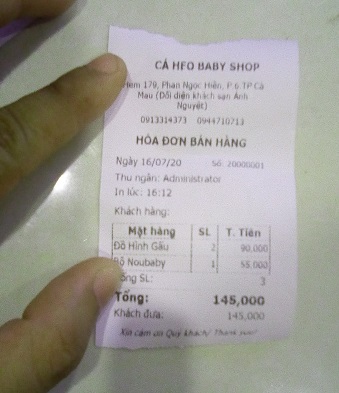 CÁ HEO BABY SHOP
Hẻm 179, Phan Ngọc Hiển, P.6 TP Cà
Mau (Đối diện khách sạn Ánh
Nguyệt)
0913314373 0944710713
HÓA ĐƠN BÁN HÀNG
Ngày 16/07/20 Số: 20000001
Thu ngân: Administrator
In lúc: 16:12
Khách hàng:
Mặt hàng SL T. Tiền
Đồ Hình Gấu 2 90,000
Bộ Noubaby 1 55,000
Tổng SL: 3
Tổng: 145,000
Khách đưa: 145,000
Xin cảm ơn Quý khách/ Thank you!